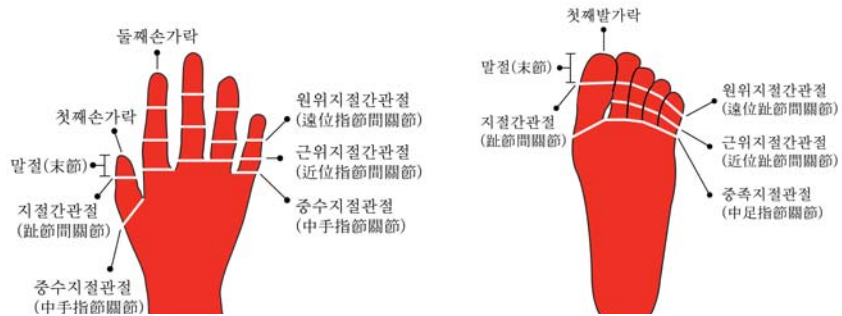 둘째손가락
첫째손가락
말절(末節)
지절간관절
(趾節間關節)
중수지절관절
(中手指節關節)
원위지절간관절
(遠位指節間關節)
근위지절간관절
(近位指節間關節)
중수지절관절
(中手指節關節)
첫째발가락
말절(末節)
지절간관절
(趾節間關節)
원위지절간관절
(遠位趾節間關節)
근위지절간관절
(近位趾節間關節)
중족지절관절
(中足指節關節)